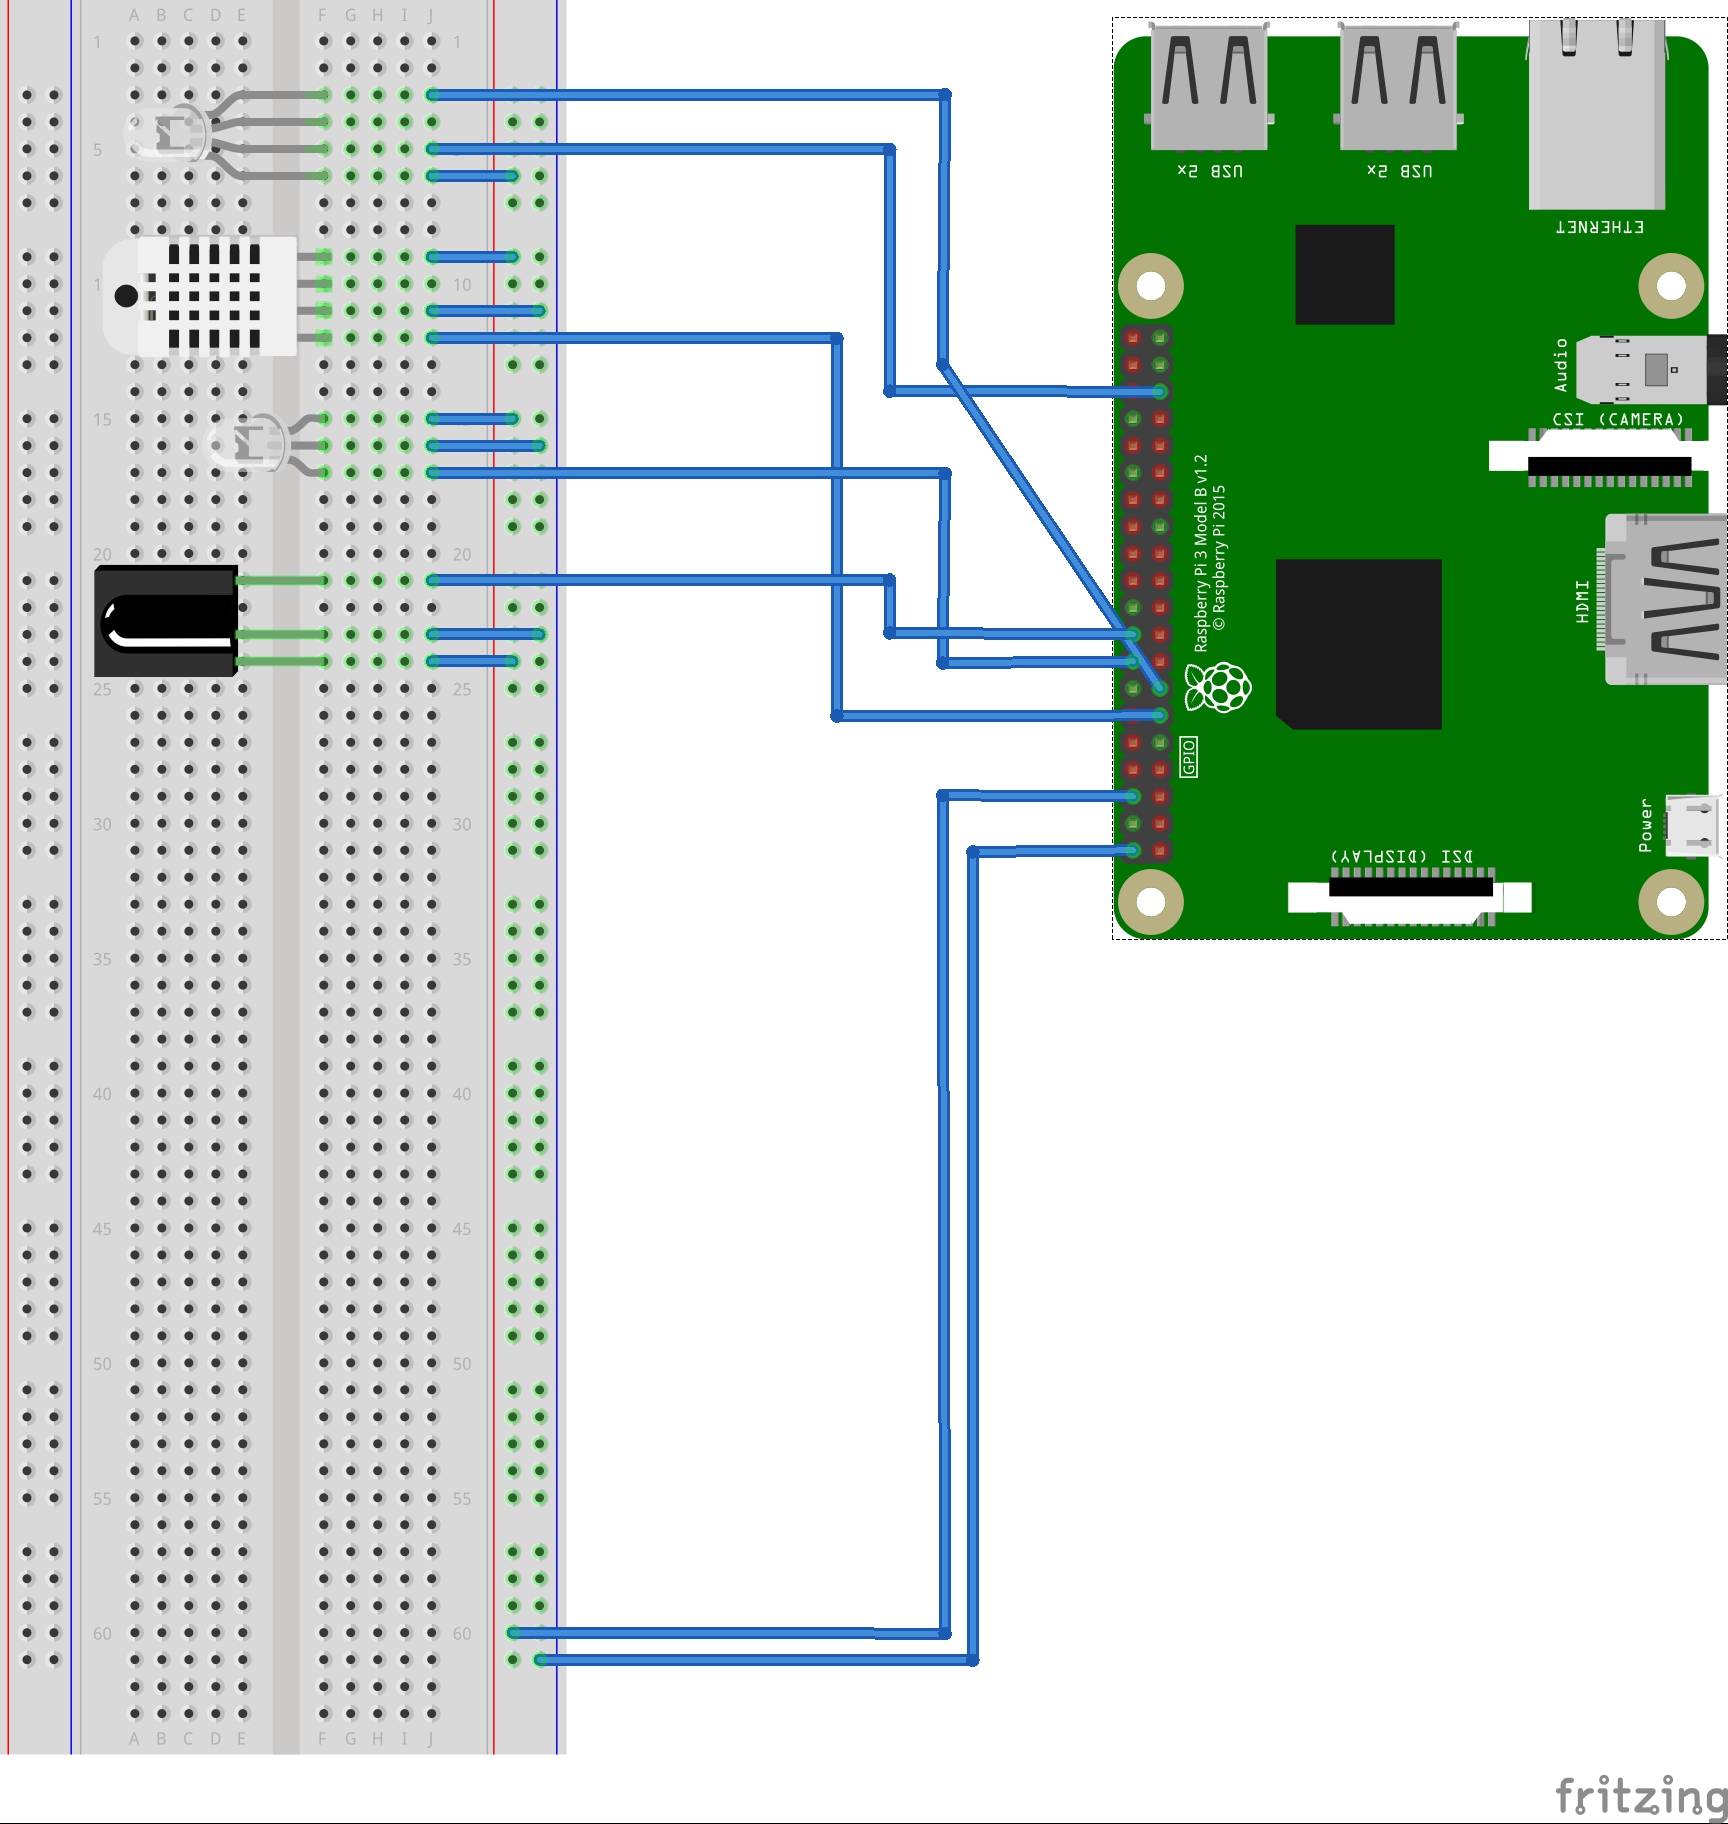 A B C D E F G H I J
1 1
5
1 10
15
20 20
25 25
30 30
35 35
40 40
45 45
50 50
55 55
60 60
A B C D E F G H I J
USB 2x
USB 2x
ETHERNET
Audio
CSI (CAMERA)
Raspberry Pi 3 Model B v1.2
© Raspberry Pi 2015
HDMI
GPIO
Power
DSI (DISPLAY)
fritzing